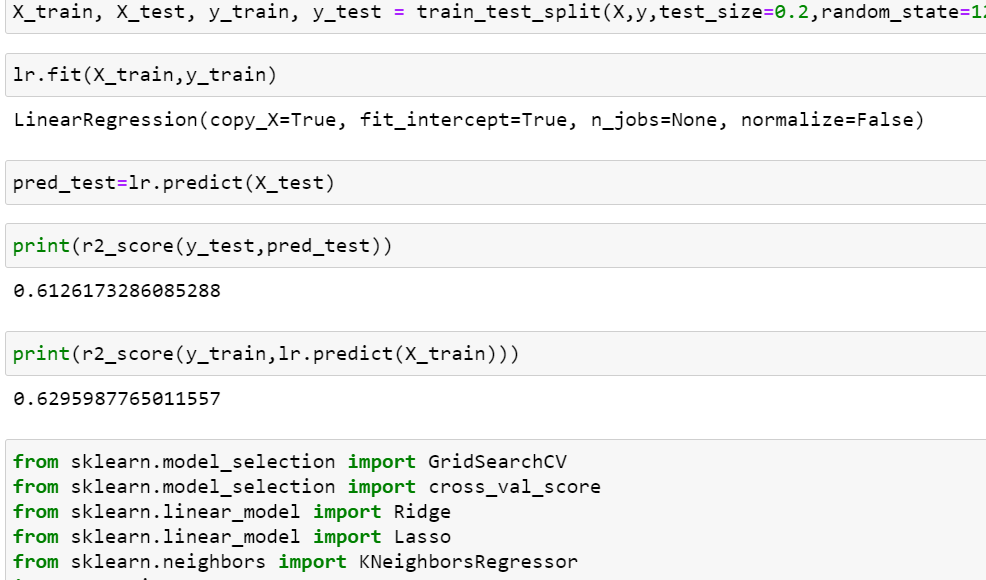 X_train, X_test, y_train, y_test = train_test_split(X,y,test_size=0.2,random_state=12
lr.fit(X_train,y_train)
LinearRegression(copy_X=True, fit_intercept=True, n_jobs=None, normalize=False)
pred_test=lr.predict(X_test)
print(r2_score(y_test,pred_test))
0.6126173286085288
print(r2_score(y_train,lr.predict(X_train)))
0.6295987765011557
from sklearn.model_selection import GridSearchCV
from sklearn.model_selection import cross_val_score
from sklearn.linear_model import Ridge
from sklearn.linear_model import Lasso
from sklearn.neighbors import KNeighborsRegressor